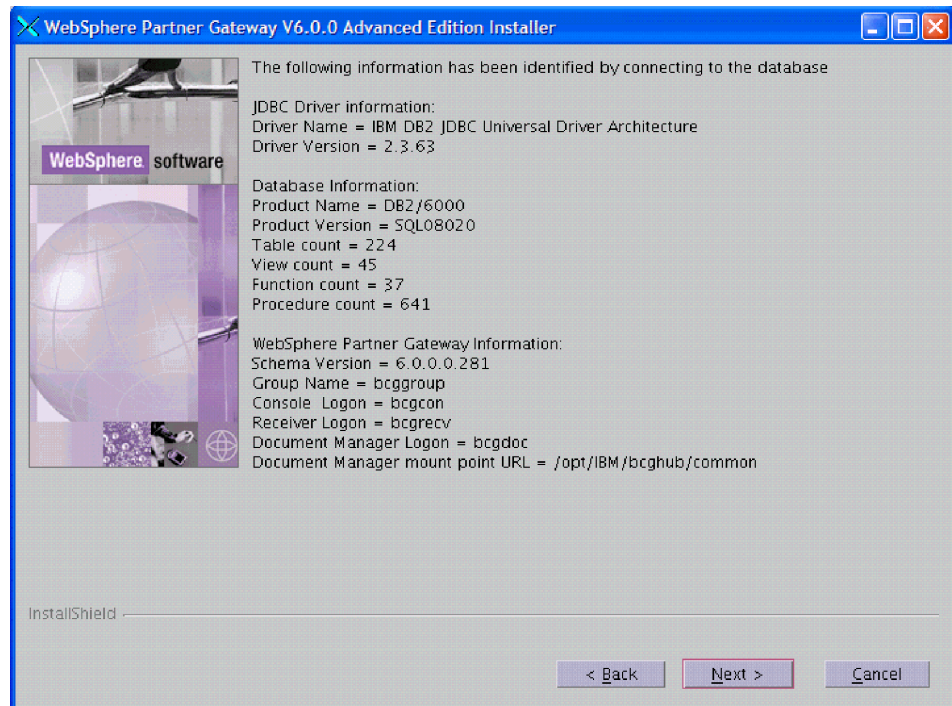 WebSphere Partner Gateway V6.0.0 Advanced Edition Installer
WebSphere software
The following information has been identified by connecting to the database
JDBC Driver information:
Driver Name = IBM DB2 JDBC Universal Driver Architecture
Driver Version = 2.3.63
Database Information:
Product Name = DB2/6000
Product Version = SQL08020
Table count = 224
View count = 45
Function count = 37
Procedure count = 641
WebSphere Partner Gateway Information:
Schema Version = 6.0.0.0.281
Group Name = bcggroup
Console Logon = bcgcon
Receiver Logon = bcgrecv
Document Manager Logon = bcgdoc
Document Manager mount point URL = /opt/IBM/bcghub/common
InstallShield
< Back
Next >
Cancel